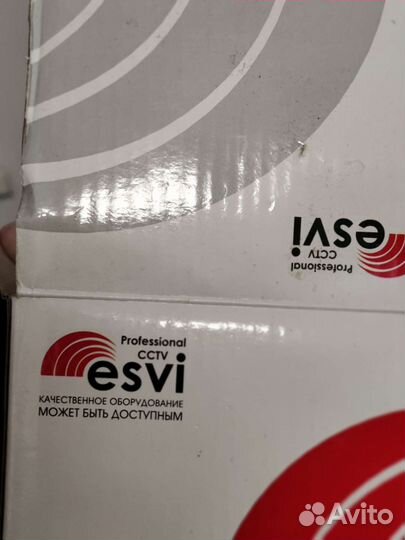 esvi
CCTV
Professional
Professional
CCTV
esvi
КАЧЕСТВЕННОЕ ОБОРУДОВАНИЕ
МОЖЕТ БЫТЬ ДОСТУПНЫМ
Avito